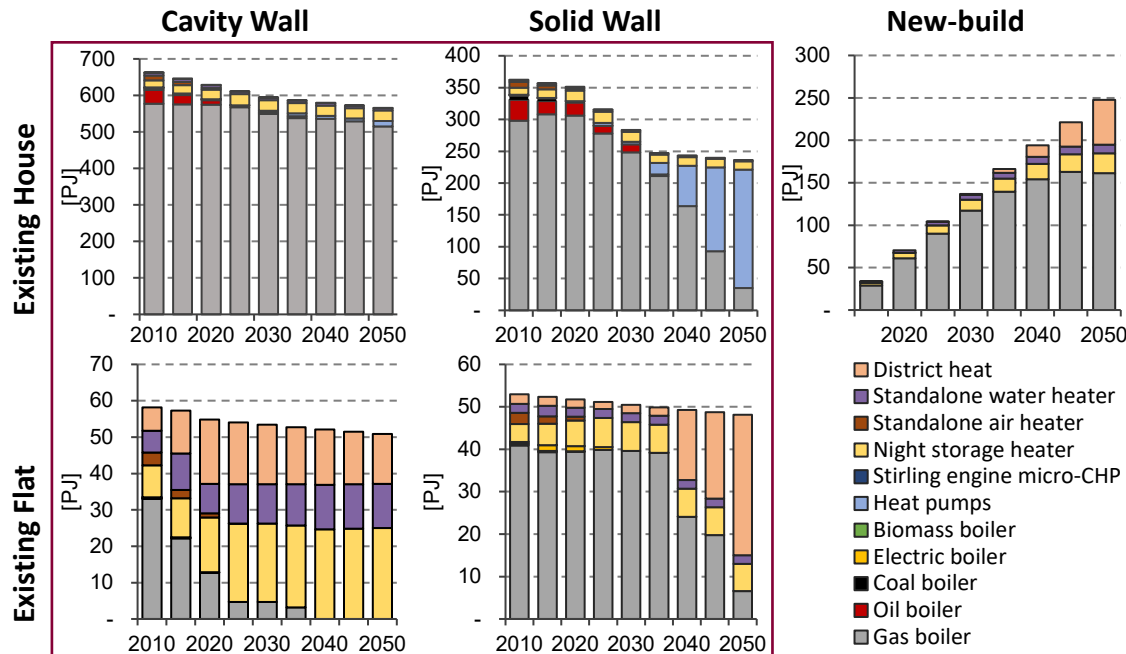 Cavity Wall
Solid Wall
New-build
Existing House
[PJ]
700
600
500
400
300
200
100
-
2010 2020 2030 2040 2050
[PJ]
400
350
300
250
200
150
100
50
-
2010 2020 2030 2040 2050
[PJ]
300
250
200
150
100
50
-
2020 2030 2040 2050
Existing Flat
[PJ]
70
60
50
40
30
20
10
-
2010 2020 2030 2040 2050
[PJ]
60
50
40
30
20
10
-
2010 2020 2030 2040 2050
District heat
Standalone water heater
Standalone air heater
Night storage heater
Stirling engine micro-CHP
Heat pumps
Biomass boiler
Electric boiler
Coal boiler
Oil boiler
Gas boiler